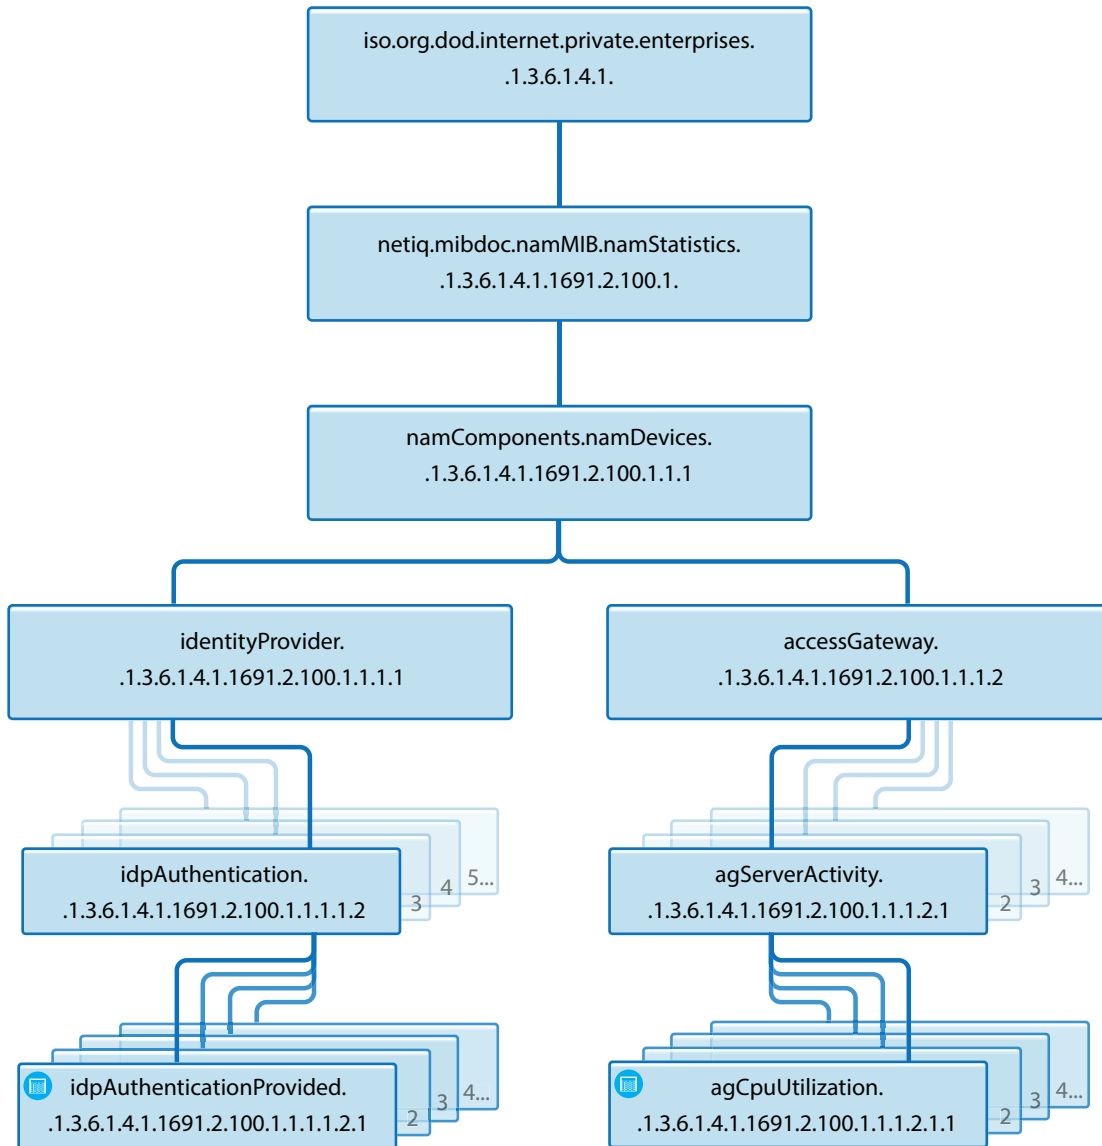 iso.org.dod.internet.private.enterprises.
.1.3.6.1.4.1.
netiq.mibdoc.namMIB.namStatistics.
.1.3.6.1.4.1.1691.2.100.1.
namComponents.namDevices.
.1.3.6.1.4.1.1691.2.100.1.1.1
identityProvider.
.1.3.6.1.4.1.1691.2.100.1.1.1.1
accessGateway.
.1.3.6.1.4.1.1691.2.100.1.1.1.2
idpAuthentication.
.1.3.6.1.4.1.1691.2.100.1.1.1.1.2
3
4
5...
agServerActivity.
.1.3.6.1.4.1.1691.2.100.1.1.1.2.1
2
3
4...
idpAuthenticationProvided.
.1.3.6.1.4.1.1691.2.100.1.1.1.1.2.1
2
3
4...
agCpuUtilization.
.1.3.6.1.4.1.1691.2.100.1.1.1.2.1.1
2
3
4...